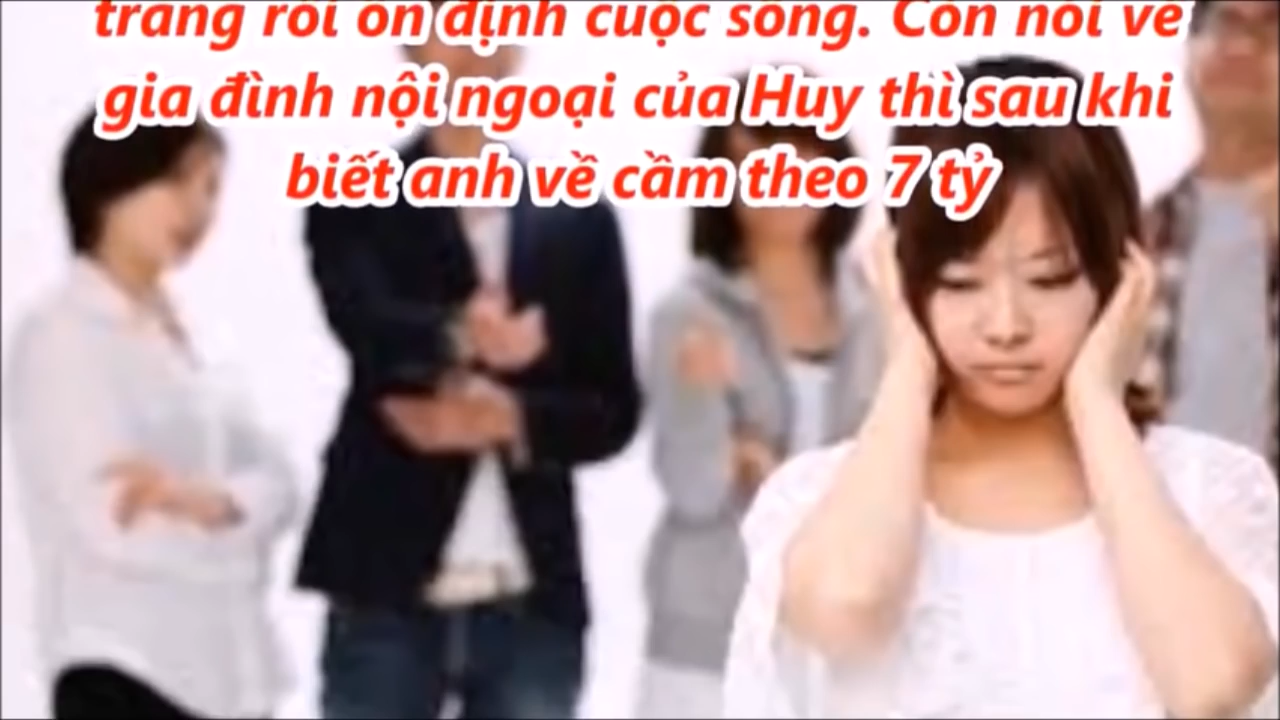 trang rồi ổn định cuộc sống. Còn nói về
gia đình nội ngoại của Huy thì sau khi
biết anh về cầm theo 7 tỷ